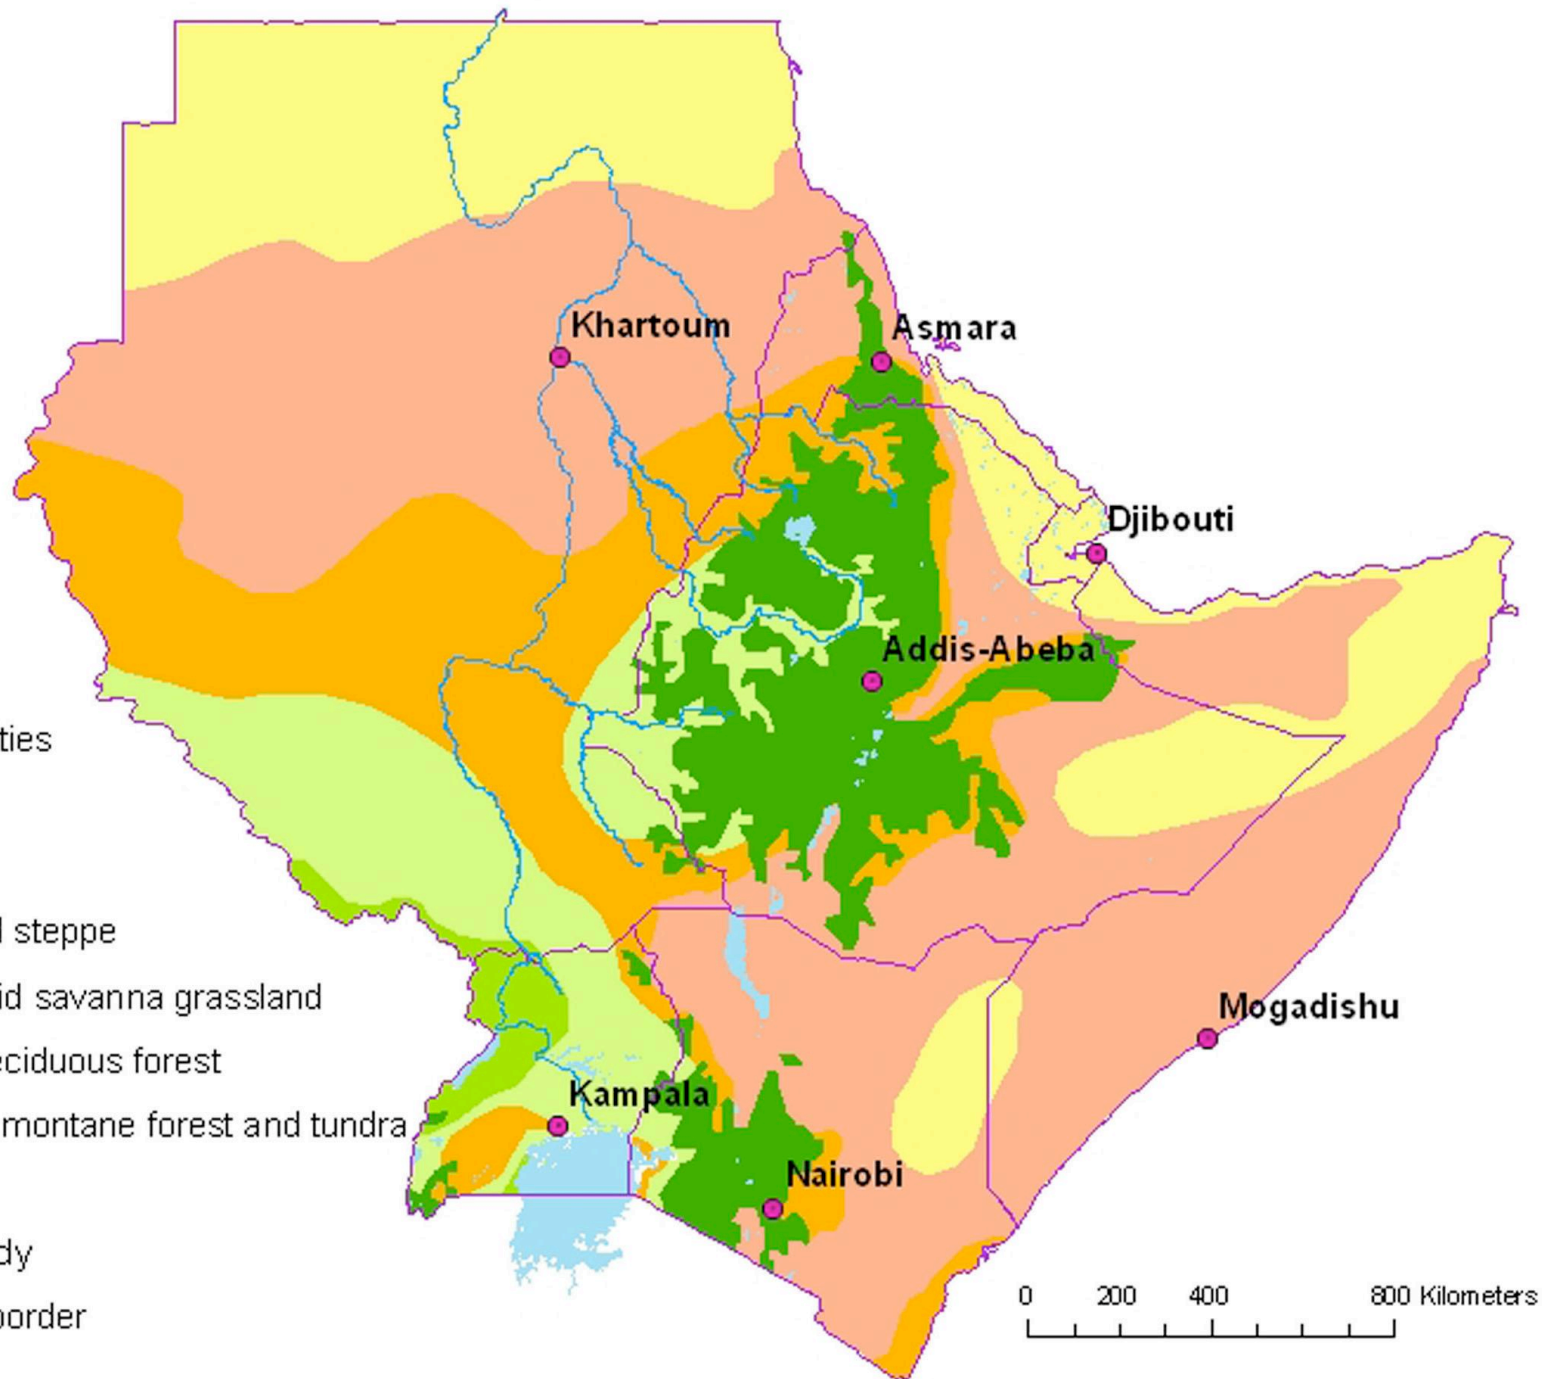 Khartoum
Asmara
Djibouti
Addis-Abeba
ties
steppe
id savanna grassland
eciduous forest
montane forest and tundra
Mogadishu
Kampala
Nairobi
dy
border
0 200 400 800 Kilometers